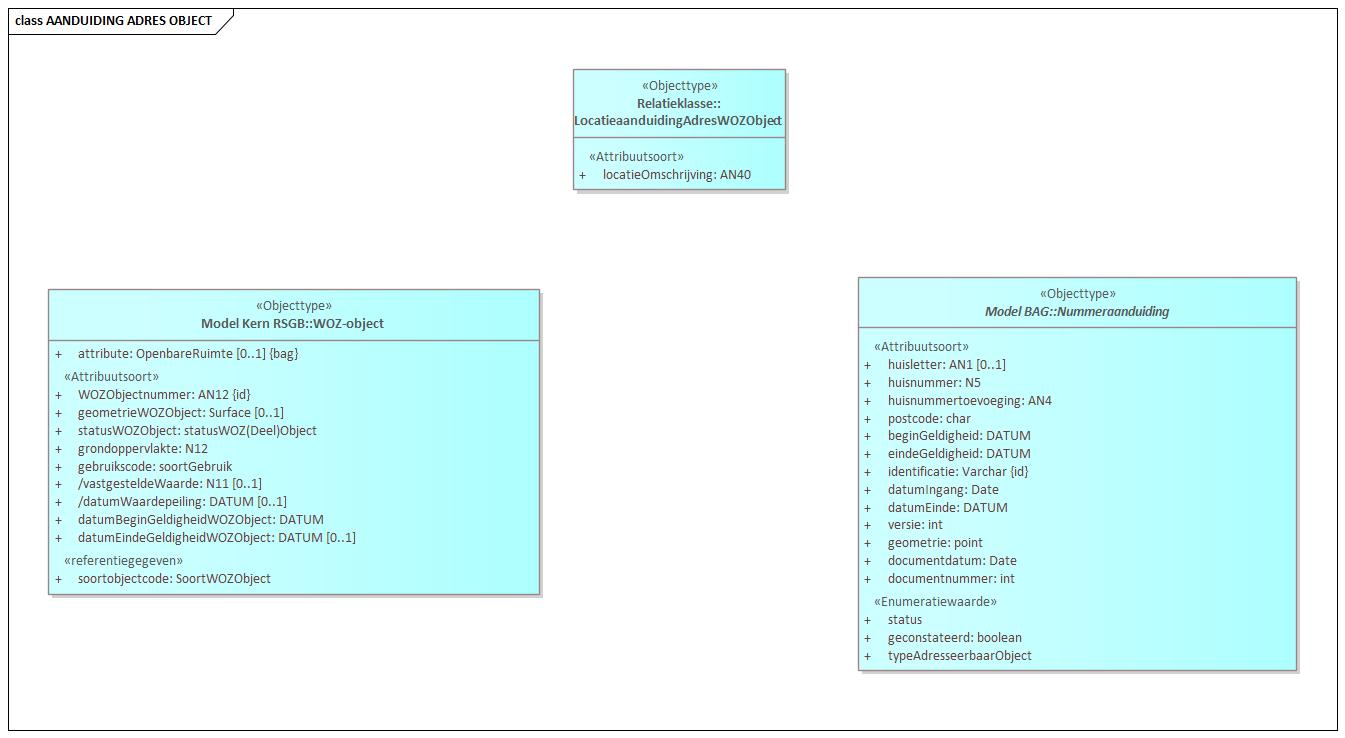 class AANDUIDING ADRES OBJECT
«Objecttype»
Relatieklasse::
LocatieaanduidingAdresWOZObject
«Attribuutsoort»
+ locatieOmschrijving: AN40
«Objecttype»
Model Kern RSGB::WOZ-object
+ attribute: OpenbareRuimte [0..1] {bag}
«Attribuutsoort»
+ WOZObjectnummer: AN12 {id}
+ geometrieWOZObject: Surface [0..1]
+ statusWOZObject: statusWOZ(Deel)Object
+ grondoppervlakte: N12
+ gebruikscode: soortGebruik
+ /vastgesteldeWaarde: N11 [0..1]
+ /datumWaardepeiling: DATUM [0..1]
+ datumBeginGeldigheidWOZObject: DATUM
+ datumEindeGeldigheidWOZObject: DATUM [0..1]
«referentiegegeven»
+ soortobjectcode: SoortWOZObject
«Objecttype»
Model BAG::Nummeraanduiding
«Attribuutsoort»
+ huisletter: AN1 [0..1]
+ huisnummer: N5
+ huisnummertoevoeging: AN4
+ postcode: char
+ beginGeldigheid: DATUM
+ eindeGeldigheid: DATUM
+ identificatie: Varchar {id}
+ datumIngang: Date
+ datumEinde: DATUM
+ versie: int
+ geometrie: point
+ documentdatum: Date
+ documentnummer: int
«Enumeratiewaarde»
+ status
+ geconstateerd: boolean
+ typeAdresseerbaarObject